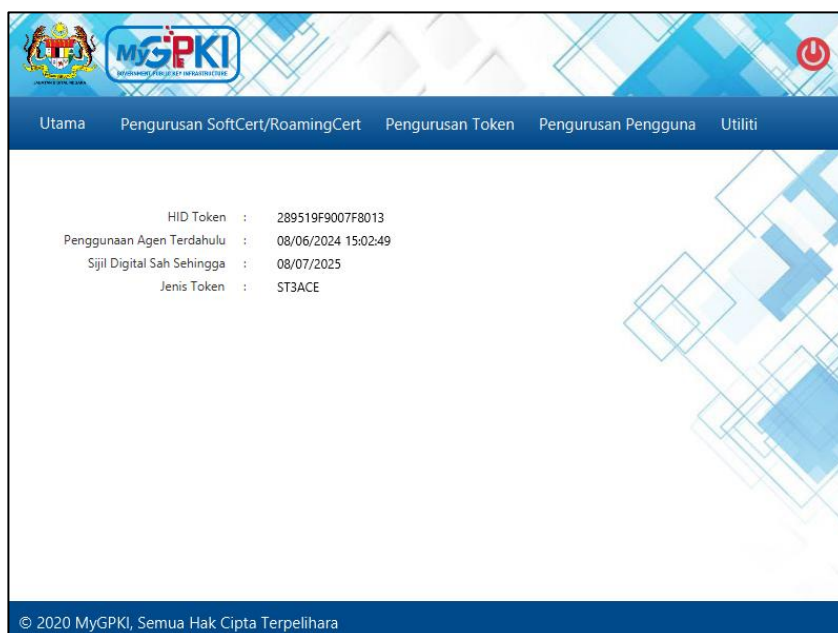 MyGPKI
GOVERNMENT PUBLIC KEY INFRASTRUCTURE
Utama Pengurusan SoftCert/RoamingCert Pengurusan Token Pengurusan Pengguna Utiliti
HID Token : 289519F9007F8013
Penggunaan Agen Terdahulu : 08/06/2024 15:02:49
Sijil Digital Sah Sehingga : 08/07/2025
Jenis Token : ST3ACE
© 2020 MyGPKI, Semua Hak Cipta Terpelihara